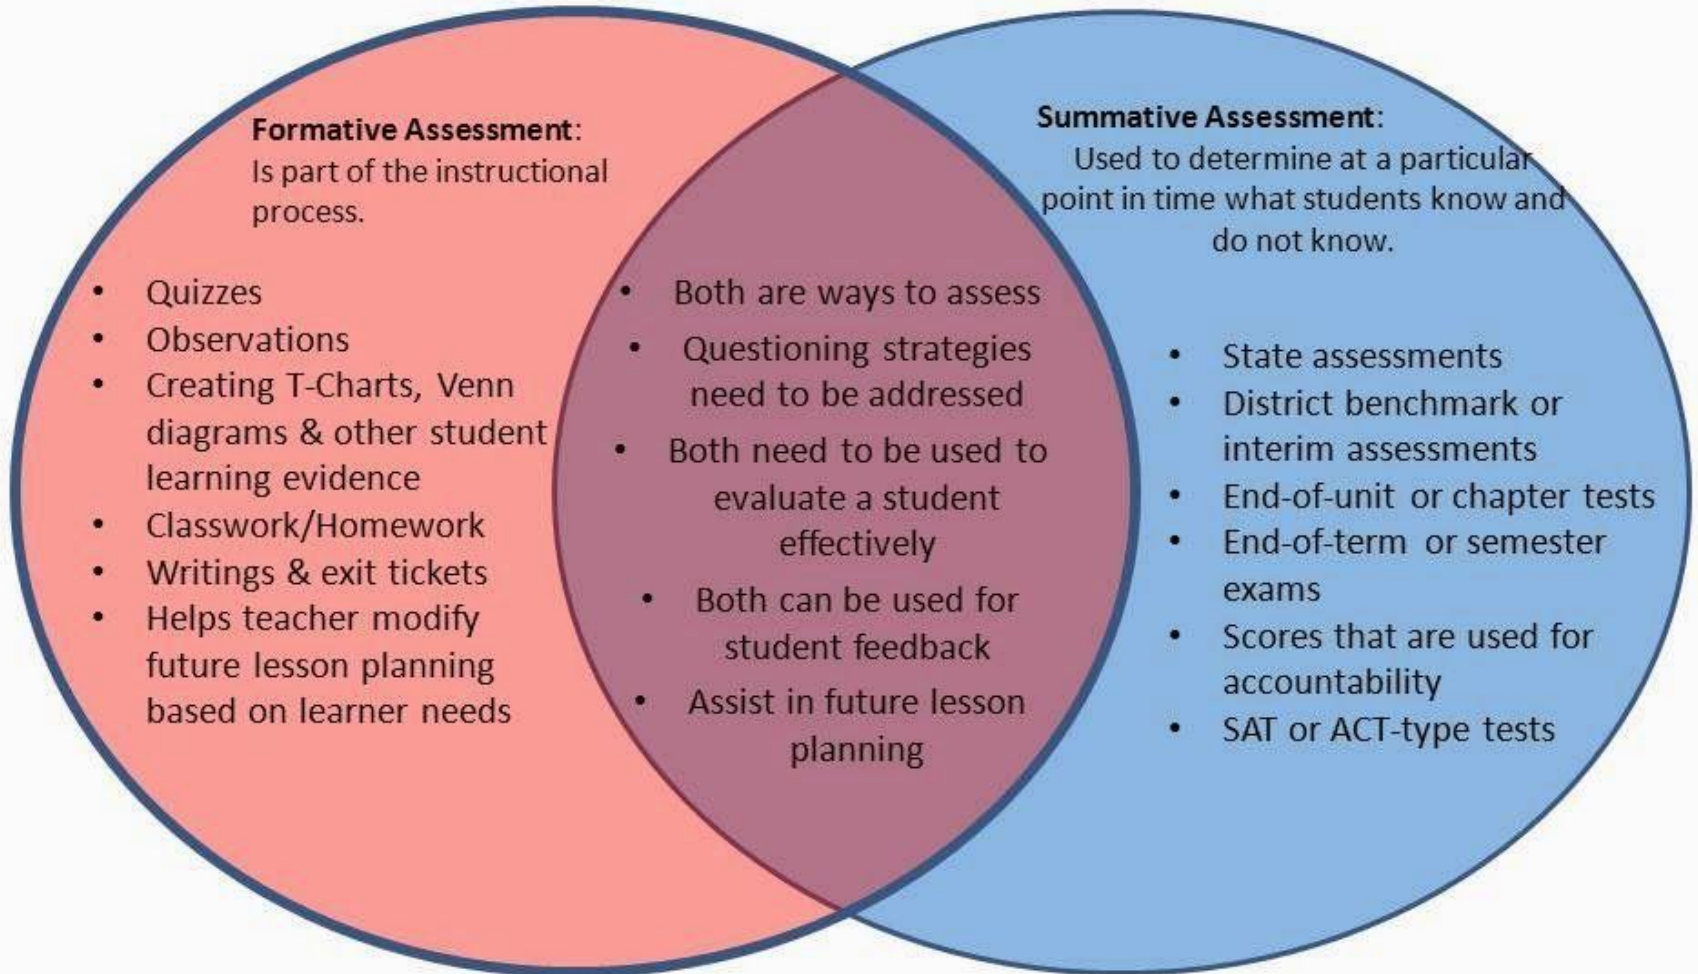 Formative Assessment:
Is part of the instructional
process.
• Quizzes
• Observations
• Creating T-Charts, Venn
diagrams & other student
learning evidence
• Classwork/Homework
• Writings & exit tickets
• Helps teacher modify
future lesson planning
based on learner needs
• Both are ways to assess
• Questioning strategies
need to be addressed
• Both need to be used to
evaluate a student
effectively
• Both can be used for
student feedback
• Assist in future lesson
planning
Summative Assessment:
Used to determine at a particular
point in time what students know and
do not know.
• State assessments
• District benchmark or
interim assessments
• End-of-unit or chapter tests
• End-of-term or semester
exams
• Scores that are used for
accountability
• SAT or ACT-type tests